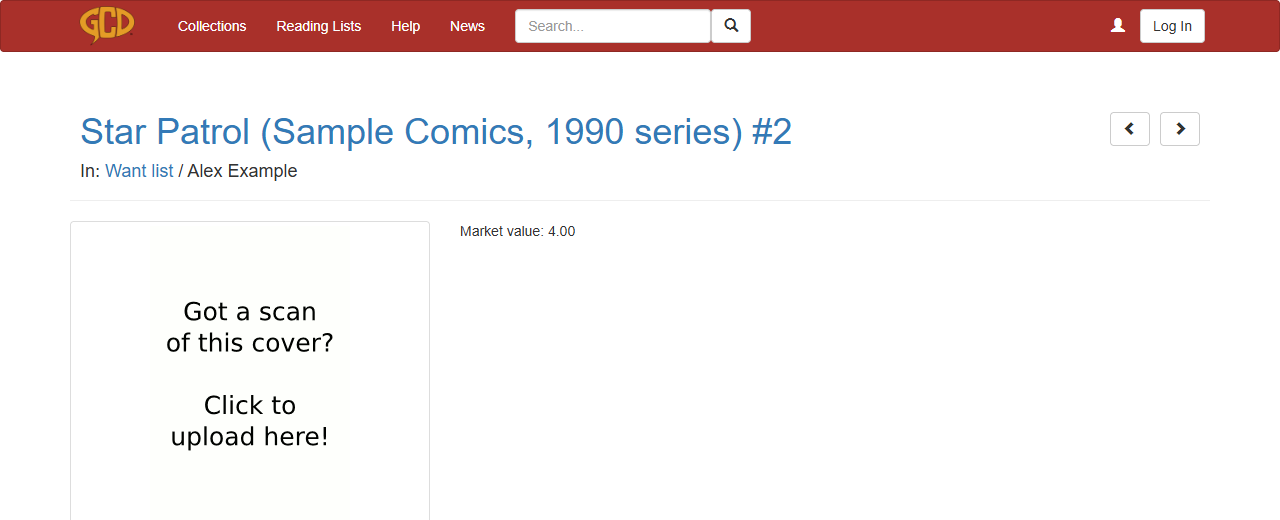 GCD
Collections
Reading Lists
Help
News
Search...
Log In
Star Patrol (Sample Comics, 1990 series) #2
In: Want list / Alex Example
Market value: 4.00
Got a scan
of this cover?
Click to
upload here!